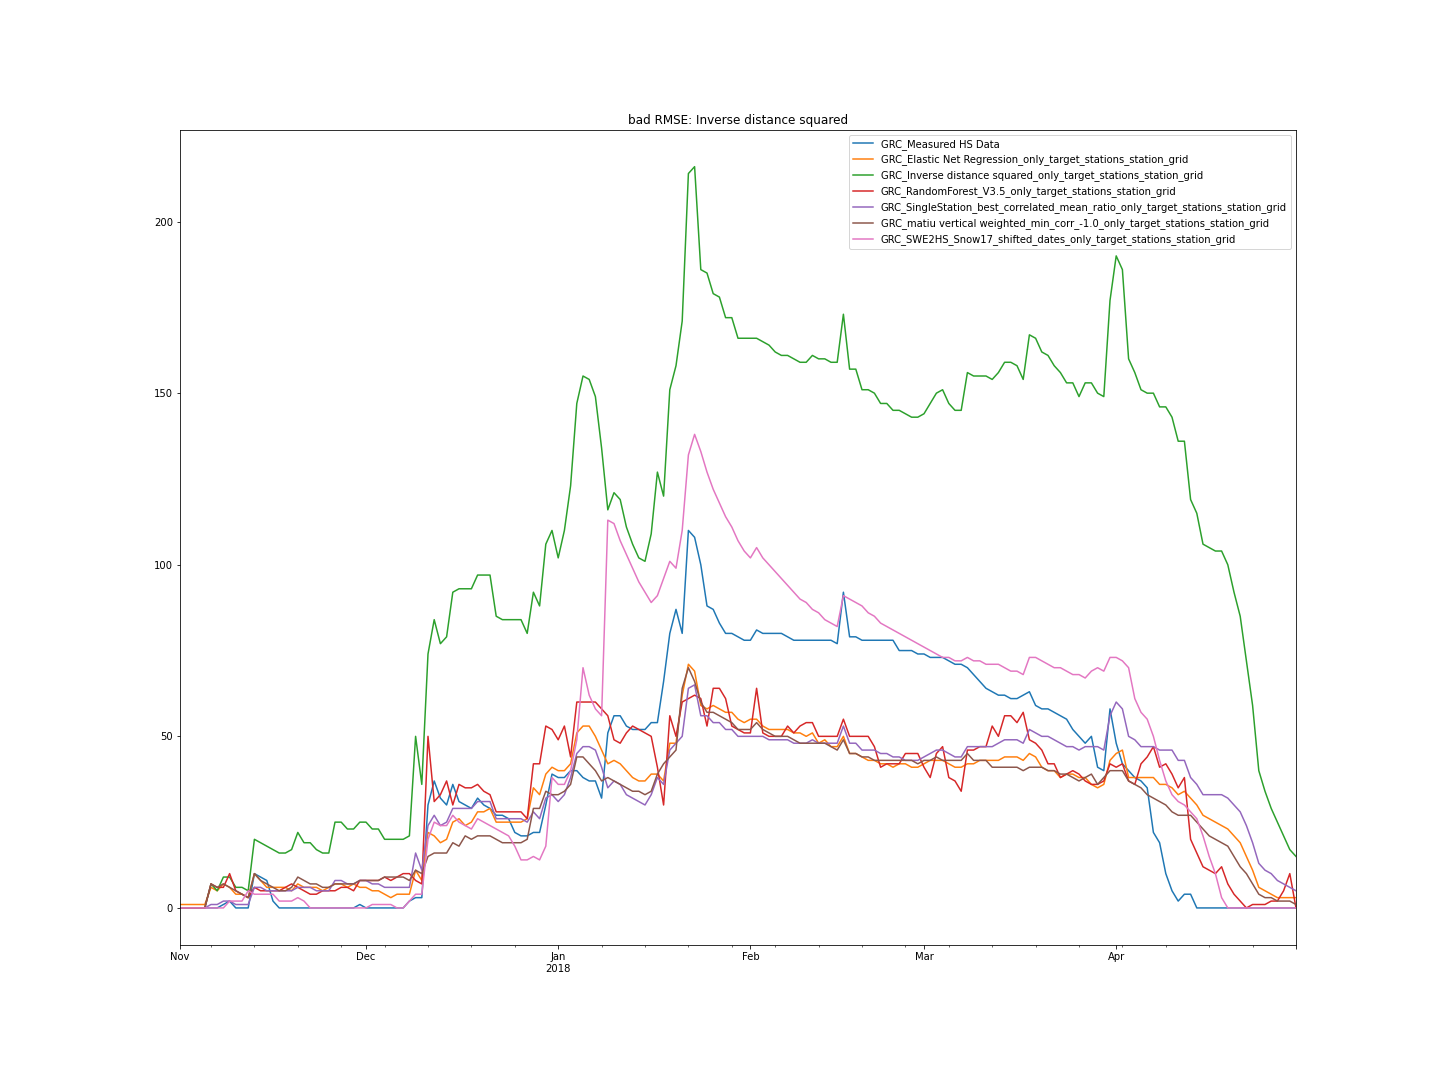 bad RMSE: Inverse distance squared
GRC_Measured HS Data
GRC_Elastic Net Regression_only_target_stations_station_grid
GRC_Inverse distance squared_only_target_stations_station_grid
GRC_RandomForest_V3.5_only_target_stations_station_grid
GRC_SingleStation_best_correlated_mean_ratio_only_target_stations_station_grid
GRC_matiu vertical weighted_min_corr_-1.0_only_target_stations_station_grid
GRC_SWE2HS_Snow17_shifted_dates_only_target_stations_station_grid
200
150
100
50
0
Nov Dec Jan Feb Mar Apr
2018